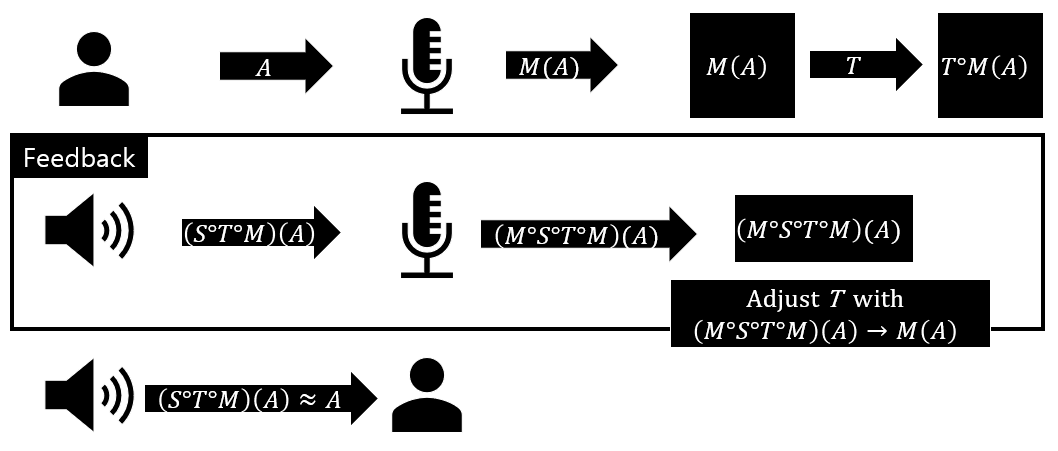 A
M(A)
M(A)
T
T°M(A)
Feedback
(S°T°M)(A)
(M°S°T°M)(A)
(M°S°T°M)(A)
Adjust T with
(M°S°T°M)(A) → M(A)
(S°T°M)(A) ≈ A